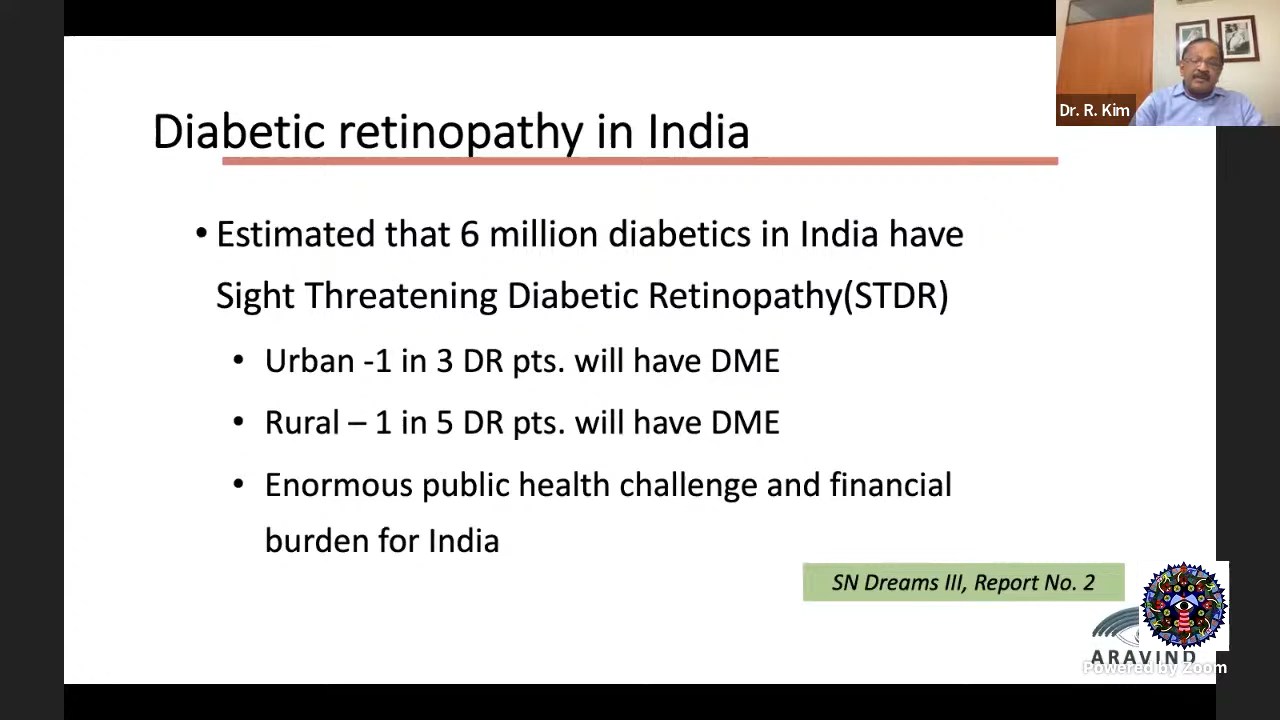 Dr. R. Kim
Diabetic retinopathy in India
• Estimated that 6 million diabetics in India have
Sight Threatening Diabetic Retinopathy(STDR)
• Urban -1 in 3 DR pts. will have DME
• Rural – 1 in 5 DR pts. will have DME
• Enormous public health challenge and financial
burden for India
SN Dreams III, Report No. 2
ARAVIND
Powered by Zoom